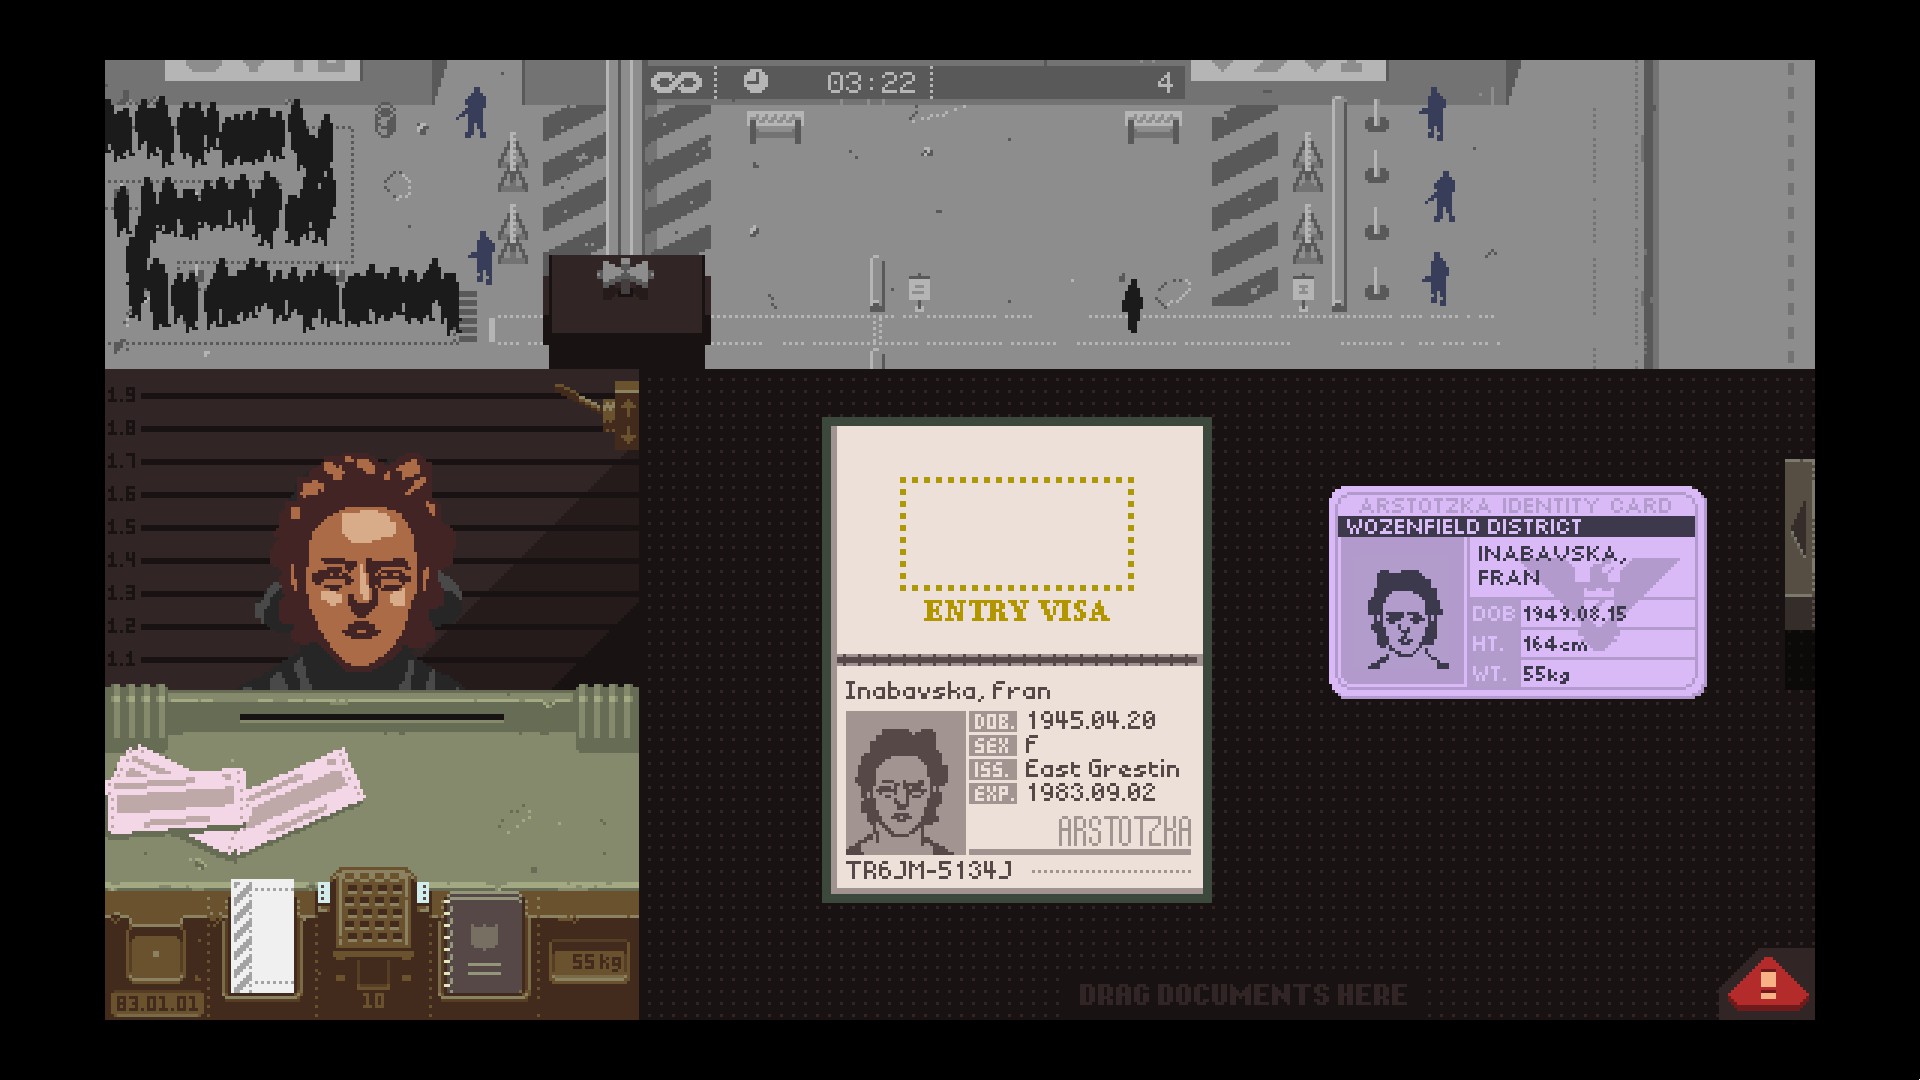 03:22
4
1.9
1.8
1.7
1.6
1.5
1.4
1.3
1.2
1.1
ENTRY VISA
Inabavska, Fran
DOB. 1945.04.20
SEX F
ISS. East Grestin
EXP. 1983.09.02
ARSTOTZKA
TR6JM-5134J
ARSTOTZKA IDENTITY CARD
WOZENFIELD DISTRICT
INABAVSKA,
FRAN
DOB 1949.08.15
HT. 164cm
WT. 55kg
55kg
83.01.01
10
DRAG DOCUMENTS HERE